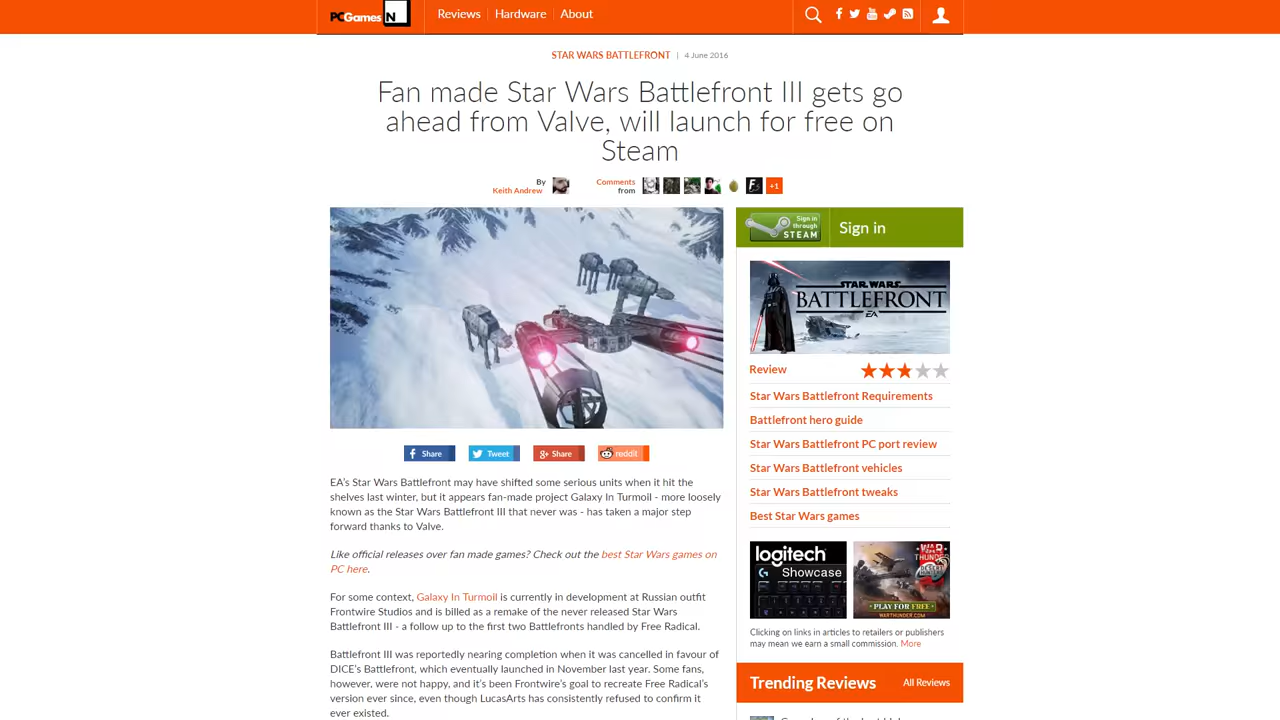 PCGamesN
Reviews
Hardware
About
STAR WARS BATTLEFRONT | 4 June 2016
Fan made Star Wars Battlefront III gets go
ahead from Valve, will launch for free on
Steam
By
Keith Andrew
Comments
from
+1
Sign in
through
STEAM
Sign in
STAR WARS
BATTLEFRONT
EA
Review
Star Wars Battlefront Requirements
Battlefront hero guide
Star Wars Battlefront PC port review
Star Wars Battlefront vehicles
Star Wars Battlefront tweaks
Best Star Wars games
Share
Tweet
g+ Share
reddit
EA's Star Wars Battlefront may have shifted some serious units when it hit the
shelves last winter, but it appears fan-made project Galaxy In Turmoil - more loosely
known as the Star Wars Battlefront III that never was - has taken a major step
forward thanks to Valve.
Like official releases over fan made games? Check out the best Star Wars games on
PC here.
For some context, Galaxy In Turmoil is currently in development at Russian outfit
Frontwire Studios and is billed as a remake of the never released Star Wars
Battlefront III - a follow up to the first two Battlefronts handled by Free Radical.
Battlefront III was reportedly nearing completion when it was cancelled in favour of
DICE's Battlefront, which eventually launched in November last year. Some fans,
however, were not happy, and it's been Frontwire's goal to recreate Free Radical's
version ever since, even though LucasArts has consistently refused to confirm it
ever existed.
logitech
G Showcase
WAR
THUNDER
PLAY FOR FREE
WARTHUNDER.COM
Clicking on links in articles to retailers or publishers
may mean we earn a small commission. More
Trending Reviews
All Reviews